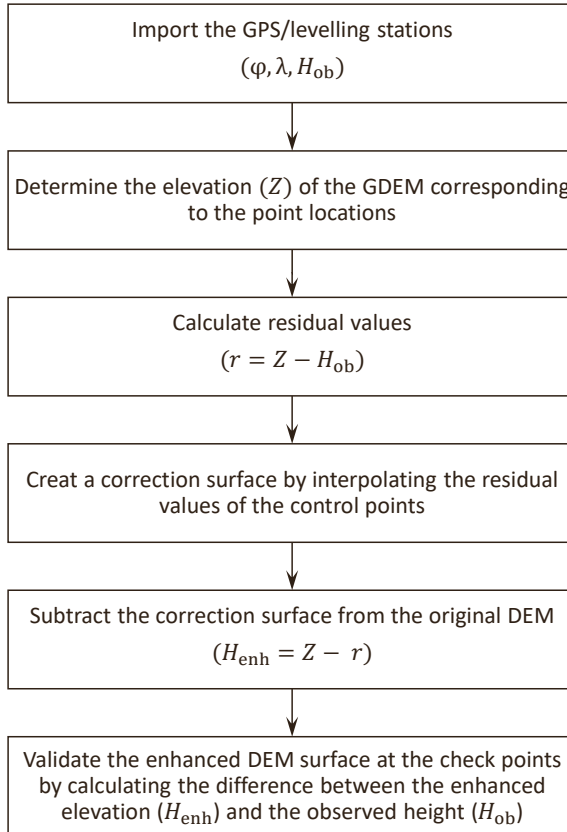 Import the GPS/levelling stations
(φ, λ, H_ob)
Determine the elevation (Z) of the GDEM corresponding
to the point locations
Calculate residual values
(r = Z − H_ob)
Creat a correction surface by interpolating the residual
values of the control points
Subtract the correction surface from the original DEM
(H_enh = Z − r)
Validate the enhanced DEM surface at the check points
by calculating the difference between the enhanced
elevation (H_enh) and the observed height (H_ob)